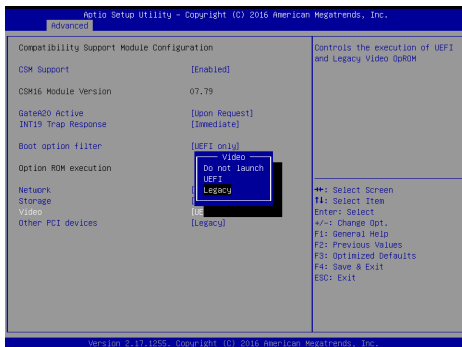 Aptio Setup Utility – Copyright (C) 2016 American Megatrends, Inc.
Advanced
Compatibility Support Module Configuration
CSM Support [Enabled]
CSM16 Module Version 07.79
GateA20 Active [Upon Request]
INT19 Trap Response [Immediate]
Boot option filter [UEFI only]
Option ROM execution
Network [
Storage [
Video [UE
Other PCI devices [Legacy]
Video
Do not launch
UEFI
Legacy
Controls the execution of UEFI
and Legacy Video OpROM
→←: Select Screen
↑↓: Select Item
Enter: Select
+/-: Change Opt.
F1: General Help
F2: Previous Values
F3: Optimized Defaults
F4: Save & Exit
ESC: Exit
Version 2.17.1255. Copyright (C) 2016 American Megatrends, Inc.